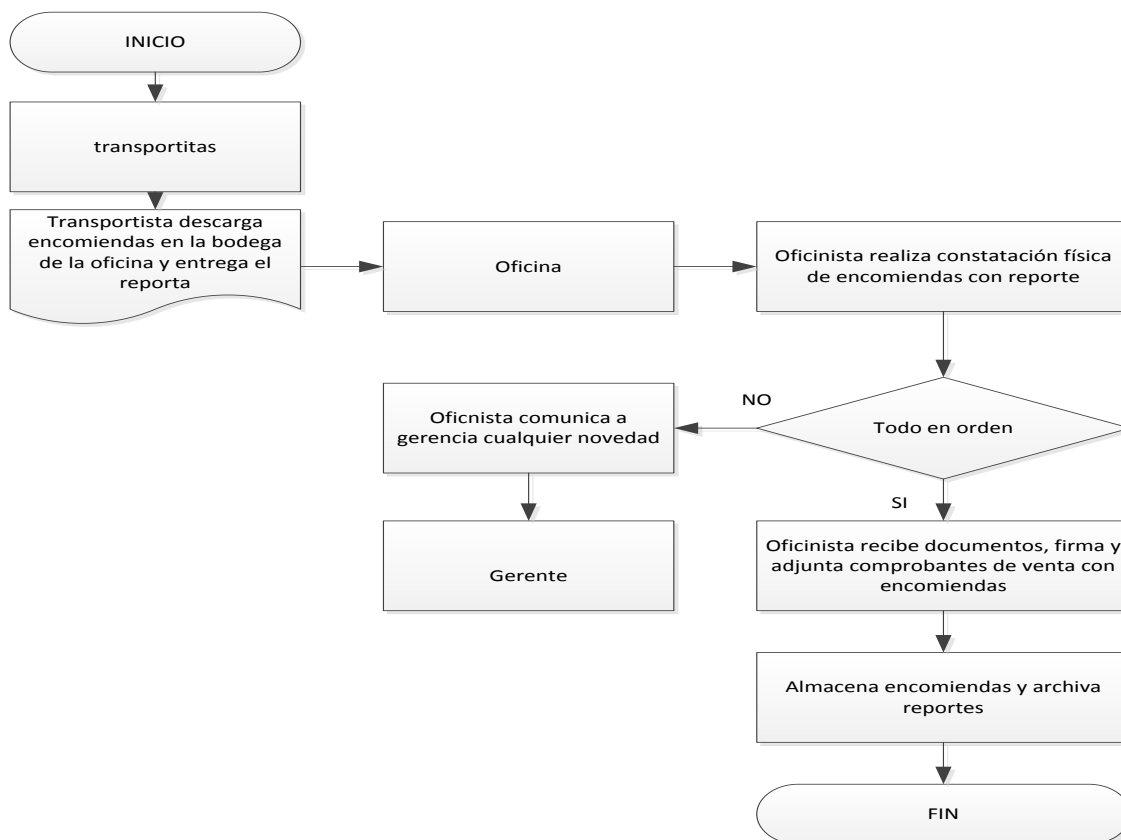 INICIO
transportitas
Transportista descarga
encomiendas en la bodega
de la oficina y entrega el
reporta
Oficina
Oficinista realiza constatación física
de encomiendas con reporte
Todo en orden
NO
Oficnista comunica a
gerencia cualquier novedad
Gerente
SI
Oficinista recibe documentos, firma y
adjunta comprobantes de venta con
encomiendas
Almacena encomiendas y archiva
reportes
FIN